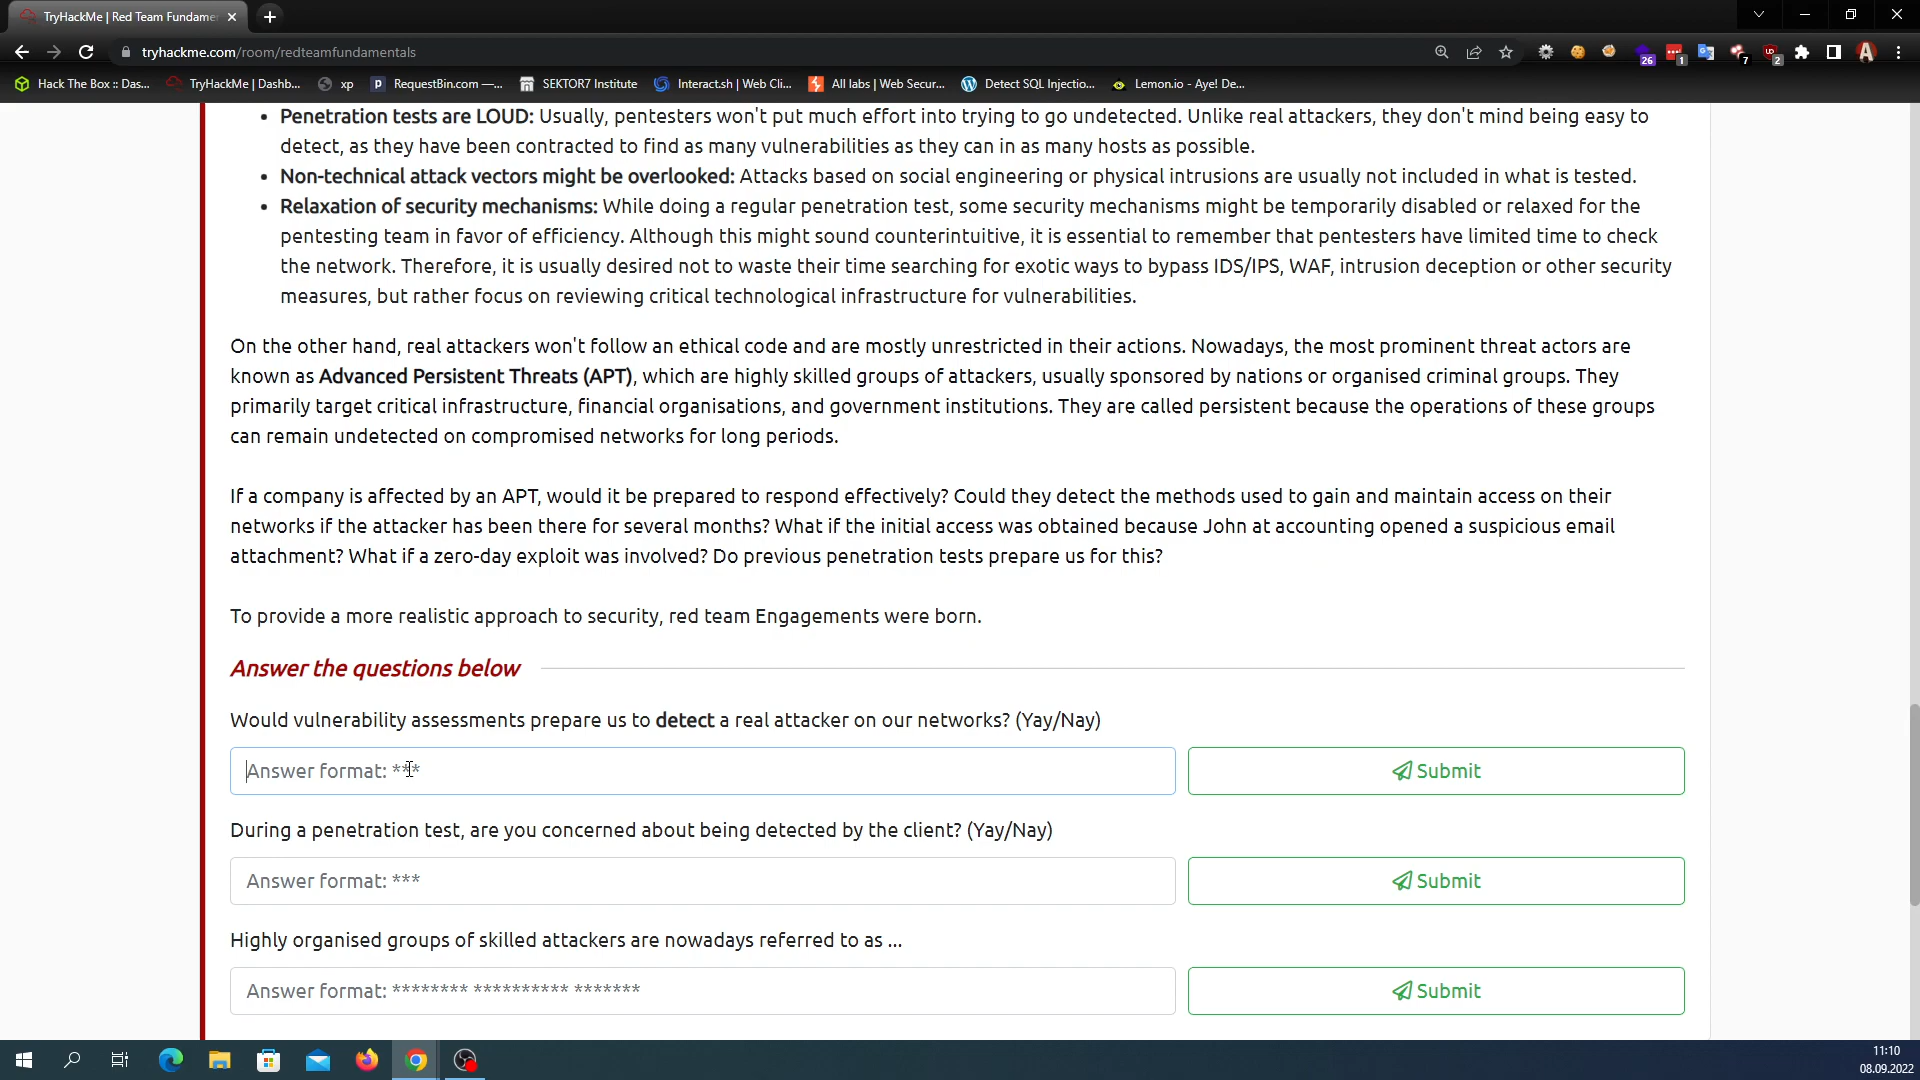 TryHackMe | Red Team Fundame
tryhackme.com/room/redteamfundamentals
26
1
7
2
Hack The Box :: Das...
TryHackMe | Dashb...
xp
RequestBin.com —...
SEKTOR7 Institute
Interact.sh | Web Cli...
All labs | Web Secur...
Detect SQL Injectio...
Lemon.io - Aye! De...
• Penetration tests are LOUD: Usually, pentesters won't put much effort into trying to go undetected. Unlike real attackers, they don't mind being easy to
detect, as they have been contracted to find as many vulnerabilities as they can in as many hosts as possible.
• Non-technical attack vectors might be overlooked: Attacks based on social engineering or physical intrusions are usually not included in what is tested.
• Relaxation of security mechanisms: While doing a regular penetration test, some security mechanisms might be temporarily disabled or relaxed for the
pentesting team in favor of efficiency. Although this might sound counterintuitive, it is essential to remember that pentesters have limited time to check
the network. Therefore, it is usually desired not to waste their time searching for exotic ways to bypass IDS/IPS, WAF, intrusion deception or other security
measures, but rather focus on reviewing critical technological infrastructure for vulnerabilities.
On the other hand, real attackers won't follow an ethical code and are mostly unrestricted in their actions. Nowadays, the most prominent threat actors are
known as Advanced Persistent Threats (APT), which are highly skilled groups of attackers, usually sponsored by nations or organised criminal groups. They
primarily target critical infrastructure, financial organisations, and government institutions. They are called persistent because the operations of these groups
can remain undetected on compromised networks for long periods.
If a company is affected by an APT, would it be prepared to respond effectively? Could they detect the methods used to gain and maintain access on their
networks if the attacker has been there for several months? What if the initial access was obtained because John at accounting opened a suspicious email
attachment? What if a zero-day exploit was involved? Do previous penetration tests prepare us for this?
To provide a more realistic approach to security, red team Engagements were born.
Answer the questions below
Would vulnerability assessments prepare us to detect a real attacker on our networks? (Yay/Nay)
Answer format: ***
Submit
During a penetration test, are you concerned about being detected by the client? (Yay/Nay)
Answer format: ***
Submit
Highly organised groups of skilled attackers are nowadays referred to as ...
Answer format: ******** ********** *******
Submit
11:10
08.09.2022